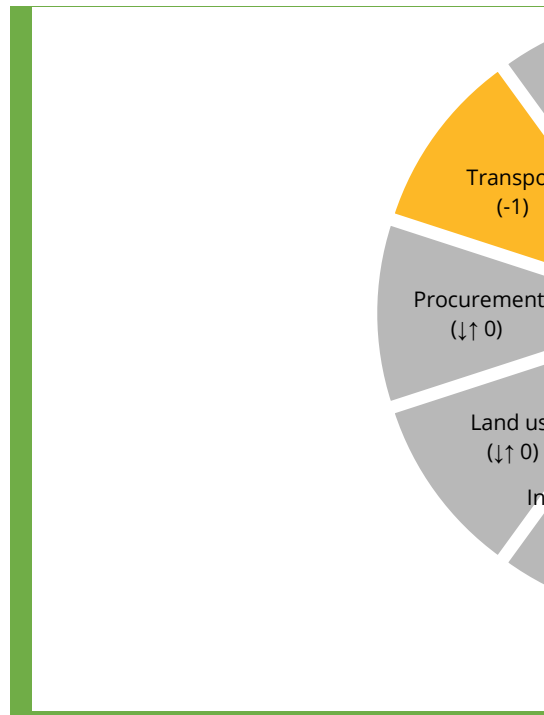 Transpo
(-1)
Procurement
(↓↑ 0)
Land us
(↓↑ 0)
In